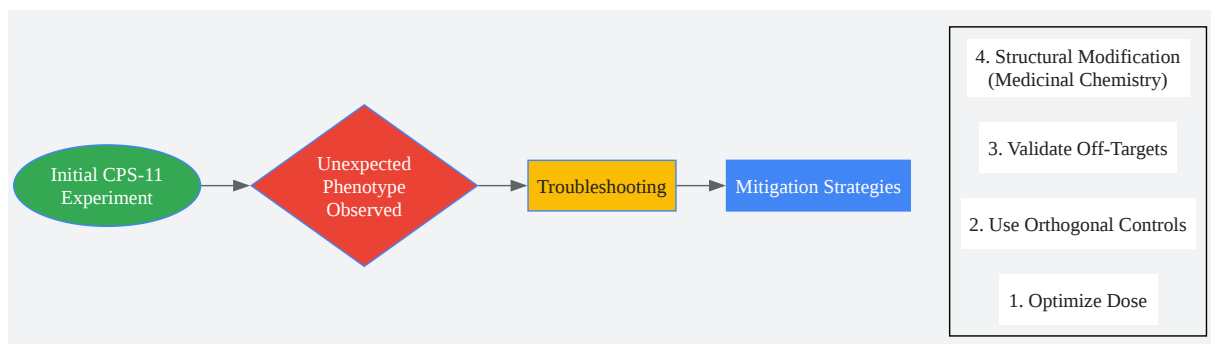 Initial CPS-11
Experiment
Unexpected
Phenotype
Observed
Troubleshooting
Mitigation Strategies
4. Structural Modification
(Medicinal Chemistry)
3. Validate Off-Targets
2. Use Orthogonal Controls
1. Optimize Dose